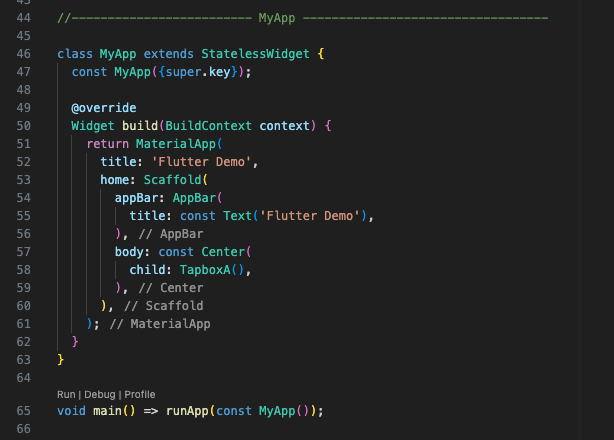 43
44 //------------------------- MyApp ----------------------------------
45
46 class MyApp extends StatelessWidget {
47   const MyApp({super.key});
48
49   @override
50   Widget build(BuildContext context) {
51     return MaterialApp(
52       title: 'Flutter Demo',
53       home: Scaffold(
54         appBar: AppBar(
55           title: const Text('Flutter Demo'),
56         ), // AppBar
57         body: const Center(
58           child: TapboxA(),
59         ), // Center
60       ), // Scaffold
61     ); // MaterialApp
62   }
63 }
64
Run | Debug | Profile
65 void main() => runApp(const MyApp());
66